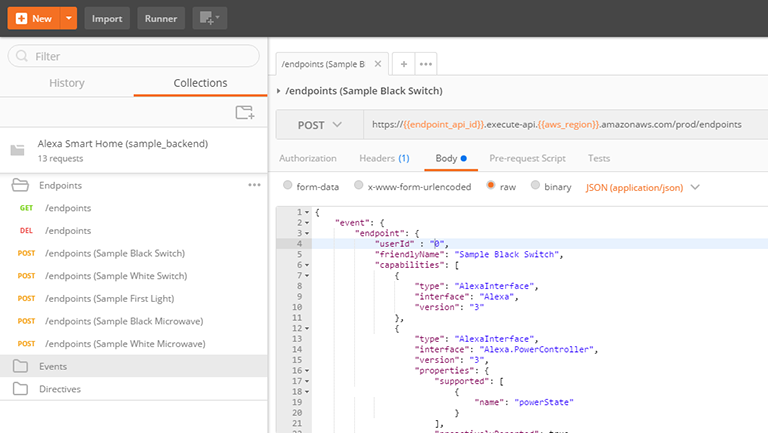 New Import Runner
Filter
History Collections
Alexa Smart Home (sample_backend)
13 requests
Endpoints
GET /endpoints
DEL /endpoints
POST /endpoints (Sample Black Switch)
POST /endpoints (Sample White Switch)
POST /endpoints (Sample First Light)
POST /endpoints (Sample Black Microwave)
POST /endpoints (Sample White Microwave)
Events
Directives
/endpoints (Sample B
/endpoints (Sample Black Switch)
POST https://{{endpoint_api_id}}.execute-api.{{aws_region}}.amazonaws.com/prod/endpoints
Authorization Headers (1) Body Pre-request Script Tests
form-data x-www-form-urlencoded raw binary JSON (application/json)
1 {
2 "event": {
3 "endpoint": {
4 "userId" : "0",
5 "friendlyName": "Sample Black Switch",
6 "capabilities": [
7 {
8 "type": "AlexaInterface",
9 "interface": "Alexa",
10 "version": "3"
11 },
12 {
13 "type": "AlexaInterface",
14 "interface": "Alexa.PowerController",
15 "version": "3",
16 "properties": {
17 "supported": [
18 {
19 "name": "powerState"
20 }
21 ],